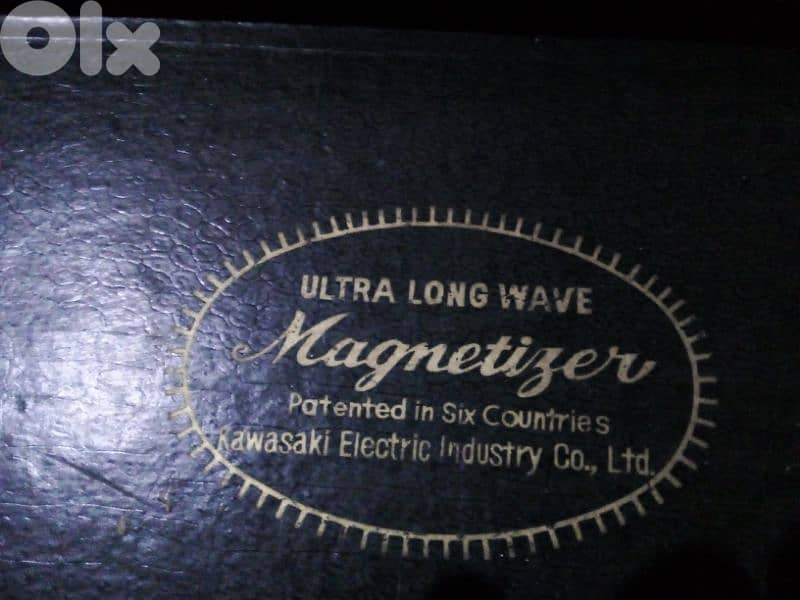 Olx
ULTRA LONG WAVE
Magnetizer
Patented in Six Countries
Kawasaki Electric Industry Co., Ltd.